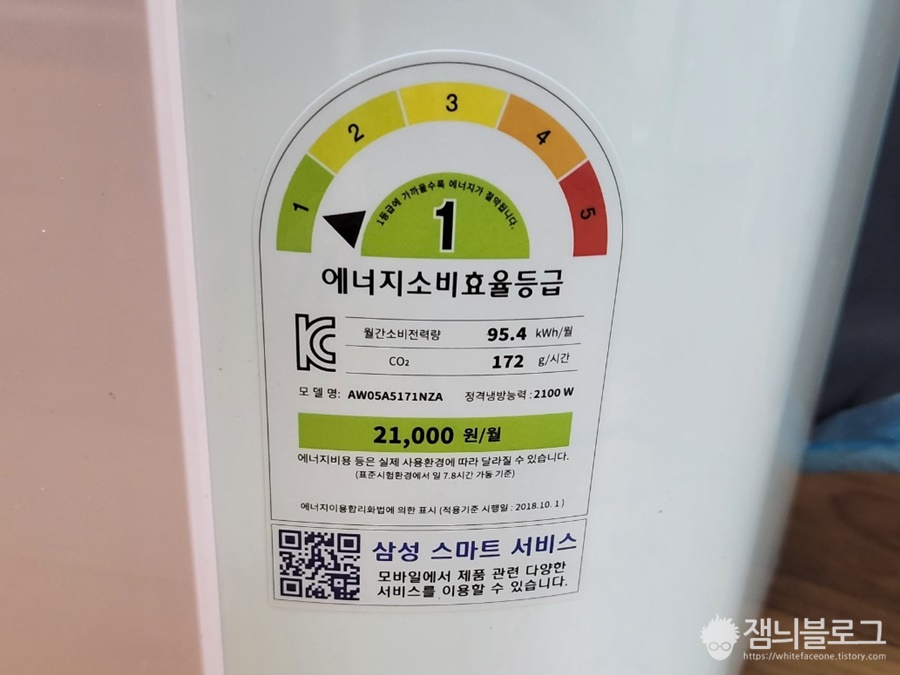 1 2 3 4 5
1등급에 가까울수록 에너지가 절약됩니다.
1
에너지소비효율등급
KC
월간소비전력량 95.4 kWh/월
CO₂ 172 g/시간
모 델 명: AW05A5171NZA 정격냉방능력 : 2100 W
21,000 원/월
에너지비용 등은 실제 사용환경에 따라 달라질 수 있습니다.
(표준시험환경에서 일 7.8시간 가동 기준)
에너지이용합리화법에 의한 표시 (적용기준 시행일 : 2018.10. 1 )
삼성 스마트 서비스
모바일에서 제품 관련 다양한
서비스를 이용할 수 있습니다.
잼늬블로그
https://whitefaceone.tistory.com